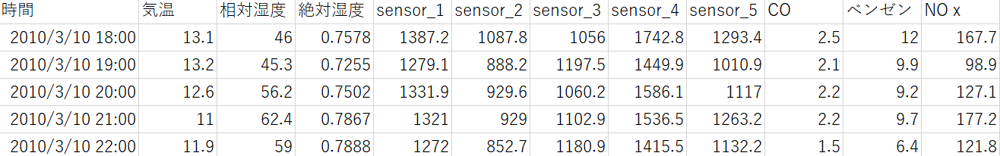 時間 気温 相対湿度 絶対湿度 sensor_1 sensor_2 sensor_3 sensor_4 sensor_5 CO ベンゼン NO x
2010/3/10 18:00 13.1 46 0.7578 1387.2 1087.8 1056 1742.8 1293.4 2.5 12 167.7
2010/3/10 19:00 13.2 45.3 0.7255 1279.1 888.2 1197.5 1449.9 1010.9 2.1 9.9 98.9
2010/3/10 20:00 12.6 56.2 0.7502 1331.9 929.6 1060.2 1586.1 1117 2.2 9.2 127.1
2010/3/10 21:00 11 62.4 0.7867 1321 929 1102.9 1536.5 1263.2 2.2 9.7 177.2
2010/3/10 22:00 11.9 59 0.7888 1272 852.7 1180.9 1415.5 1132.2 1.5 6.4 121.8